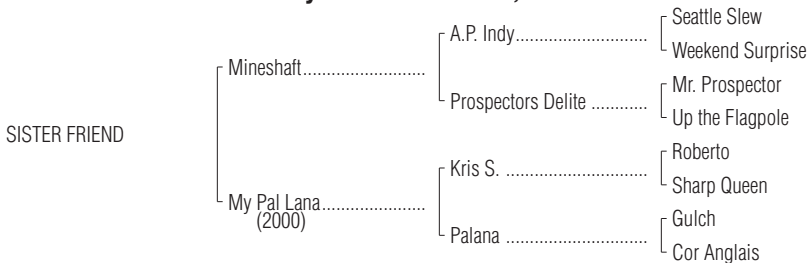 Seattle Slew
A.P. Indy..............................
Weekend Surprise
Mineshaft............................
Mr. Prospector
Prospectors Delite .............
Up the Flagpole
SISTER FRIEND
Roberto
Kris S. ................................
Sharp Queen
My Pal Lana........................
(2000)
Gulch
Palana ................................
Cor Anglais